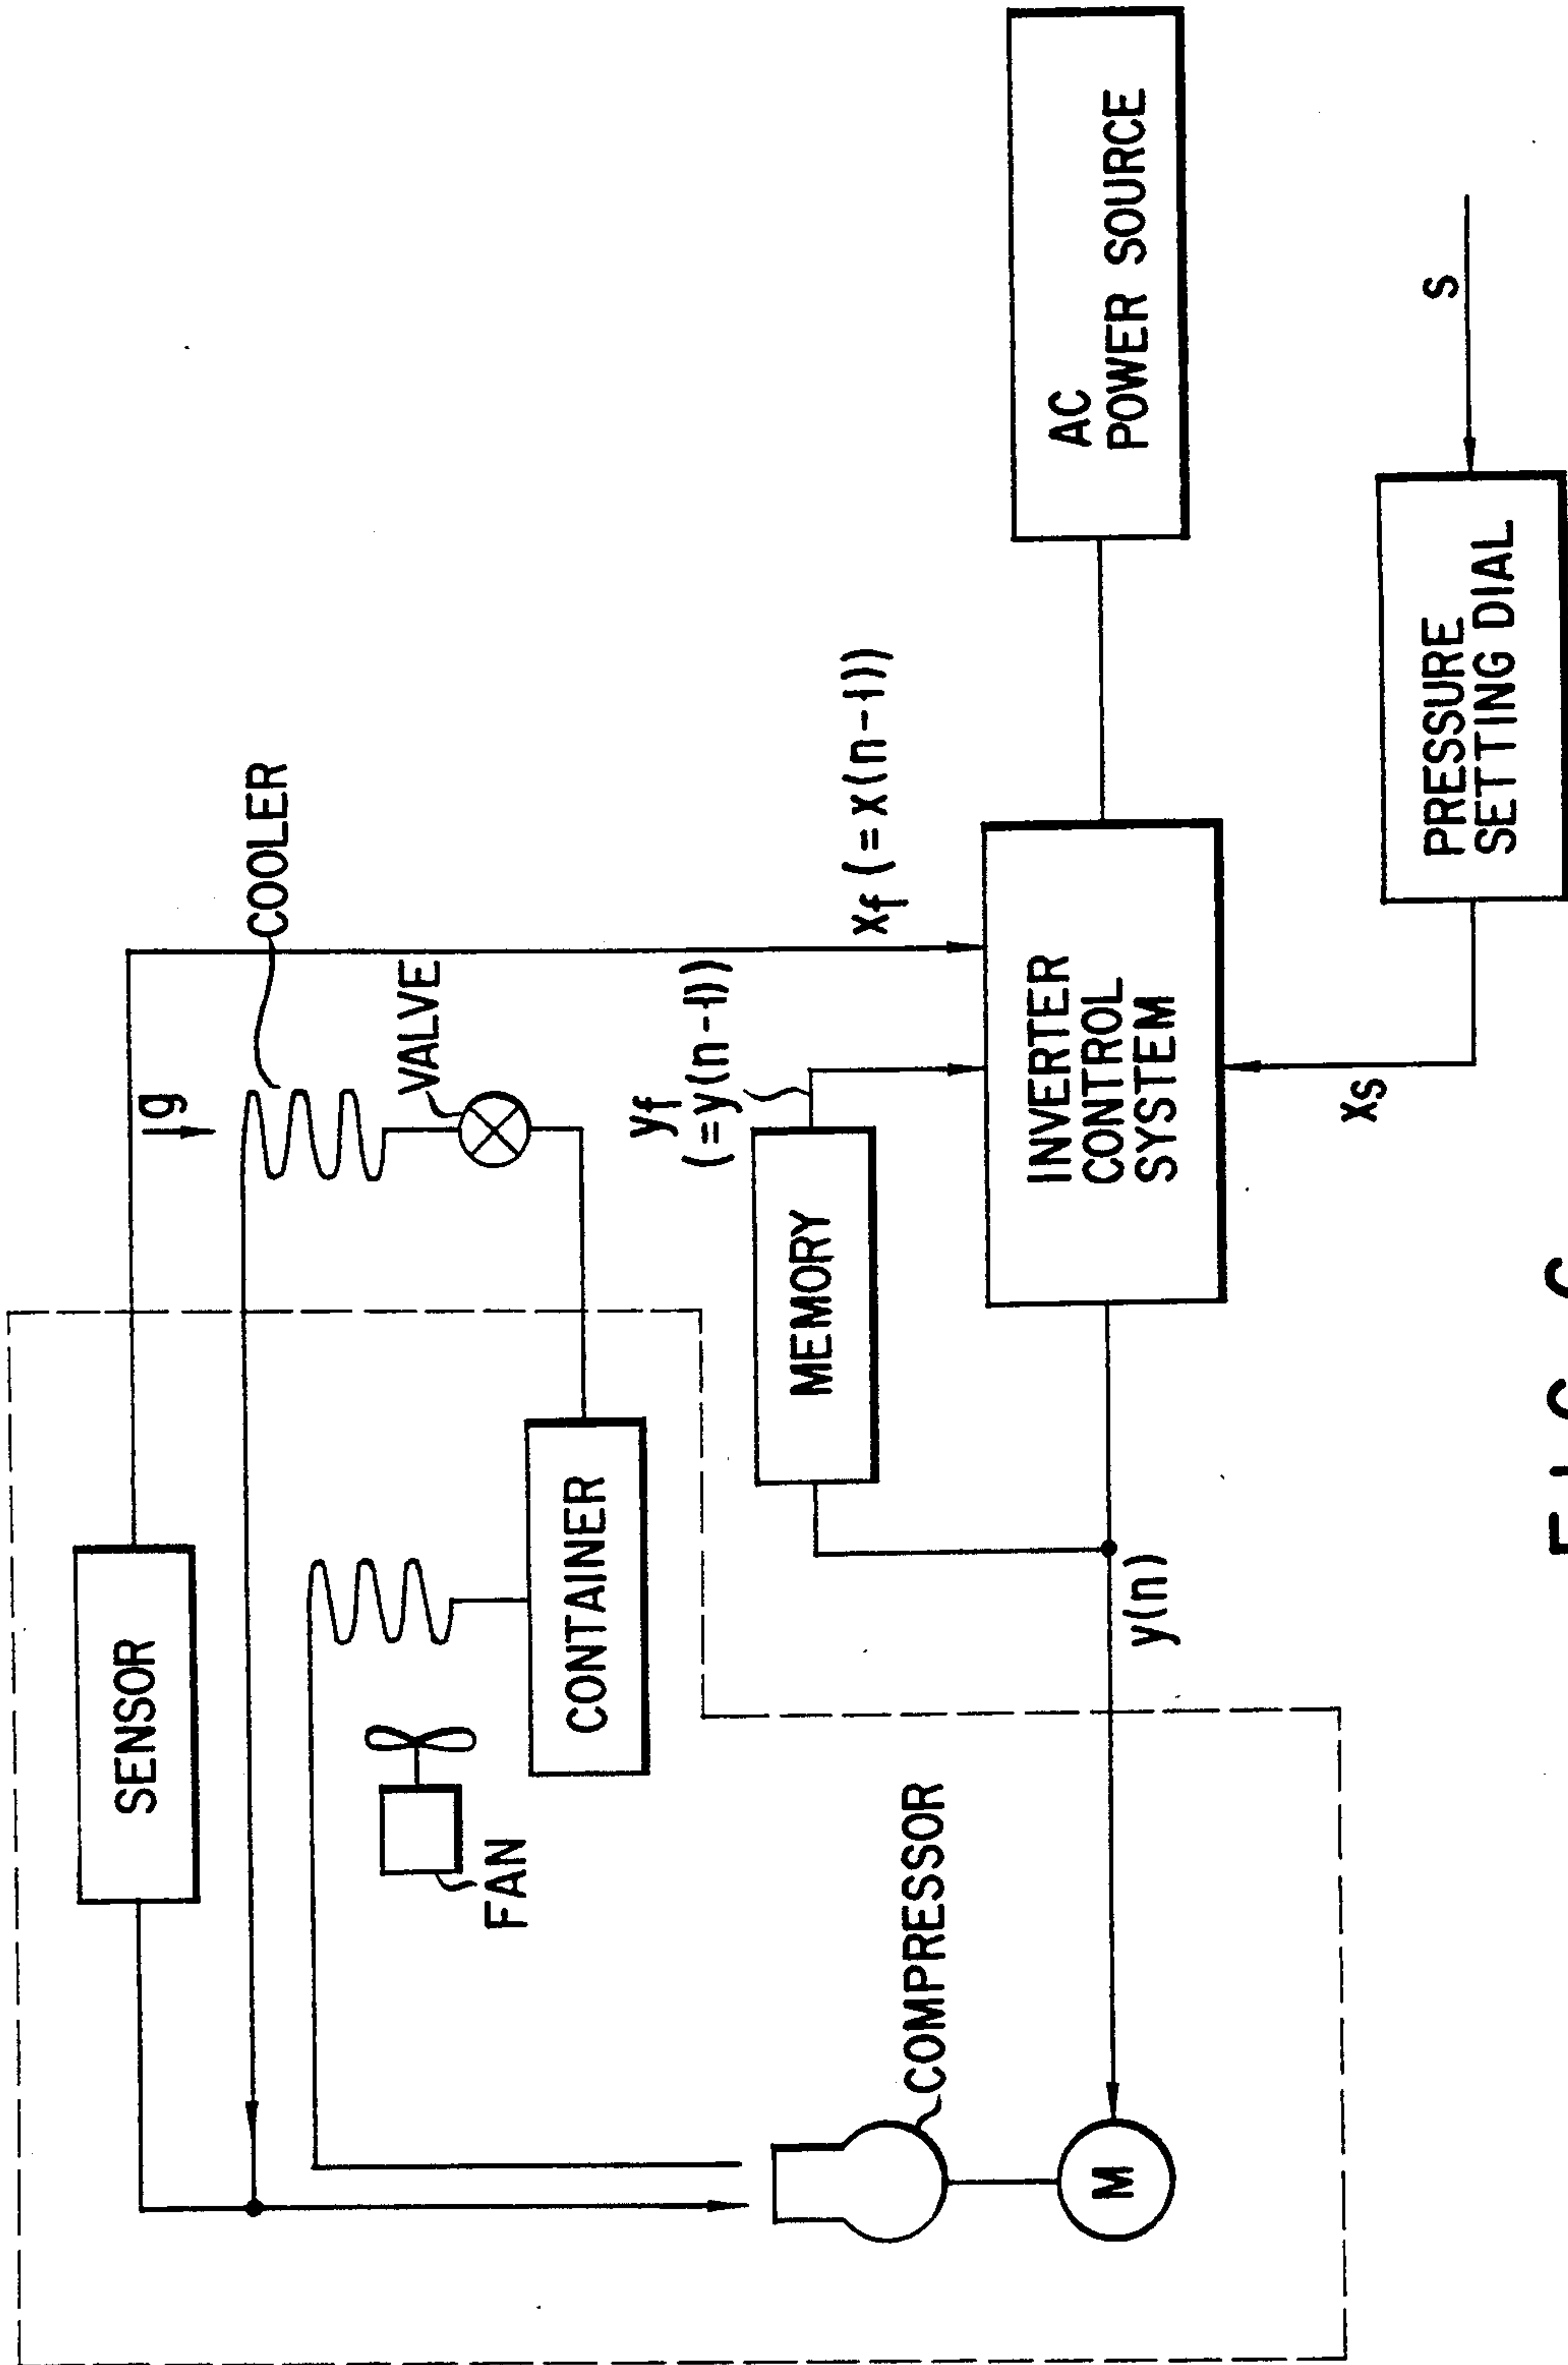 SENSOR
g
COOLER
VALVE
FAN
CONTAINER
yf
(=y(n-1))
MEMORY
xf (=x(n-1))
COMPRESSOR
INVERTER
CONTROL
SYSTEM
AC
POWER SOURCE
M
y(n)
Xs
S
PRESSURE
SETTING DIAL